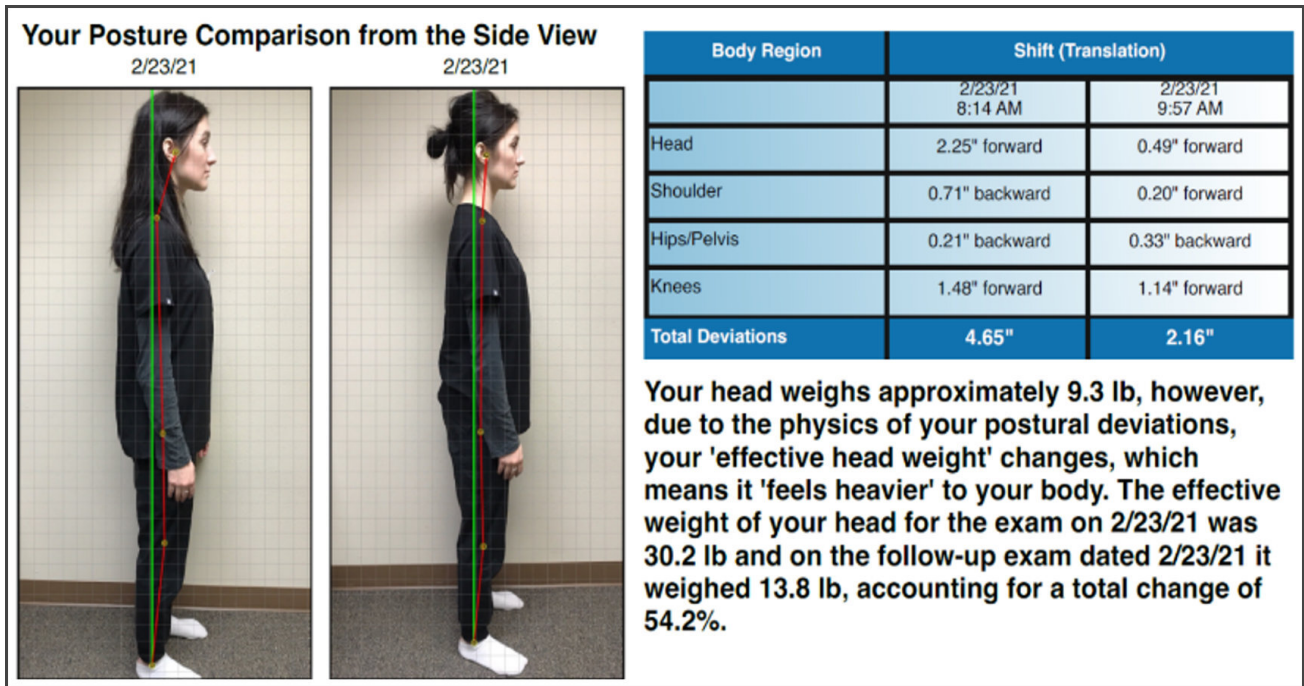 Your Posture Comparison from the Side View
2/23/21
2/23/21
Body Region
Shift (Translation)
2/23/21
8:14 AM
2/23/21
9:57 AM
Head
2.25" forward
0.49" forward
Shoulder
0.71" backward
0.20" forward
Hips/Pelvis
0.21" backward
0.33" backward
Knees
1.48" forward
1.14" forward
Total Deviations
4.65"
2.16"
Your head weighs approximately 9.3 lb, however,
due to the physics of your postural deviations,
your 'effective head weight' changes, which
means it 'feels heavier' to your body. The effective
weight of your head for the exam on 2/23/21 was
30.2 lb and on the follow-up exam dated 2/23/21 it
weighed 13.8 lb, accounting for a total change of
54.2%.